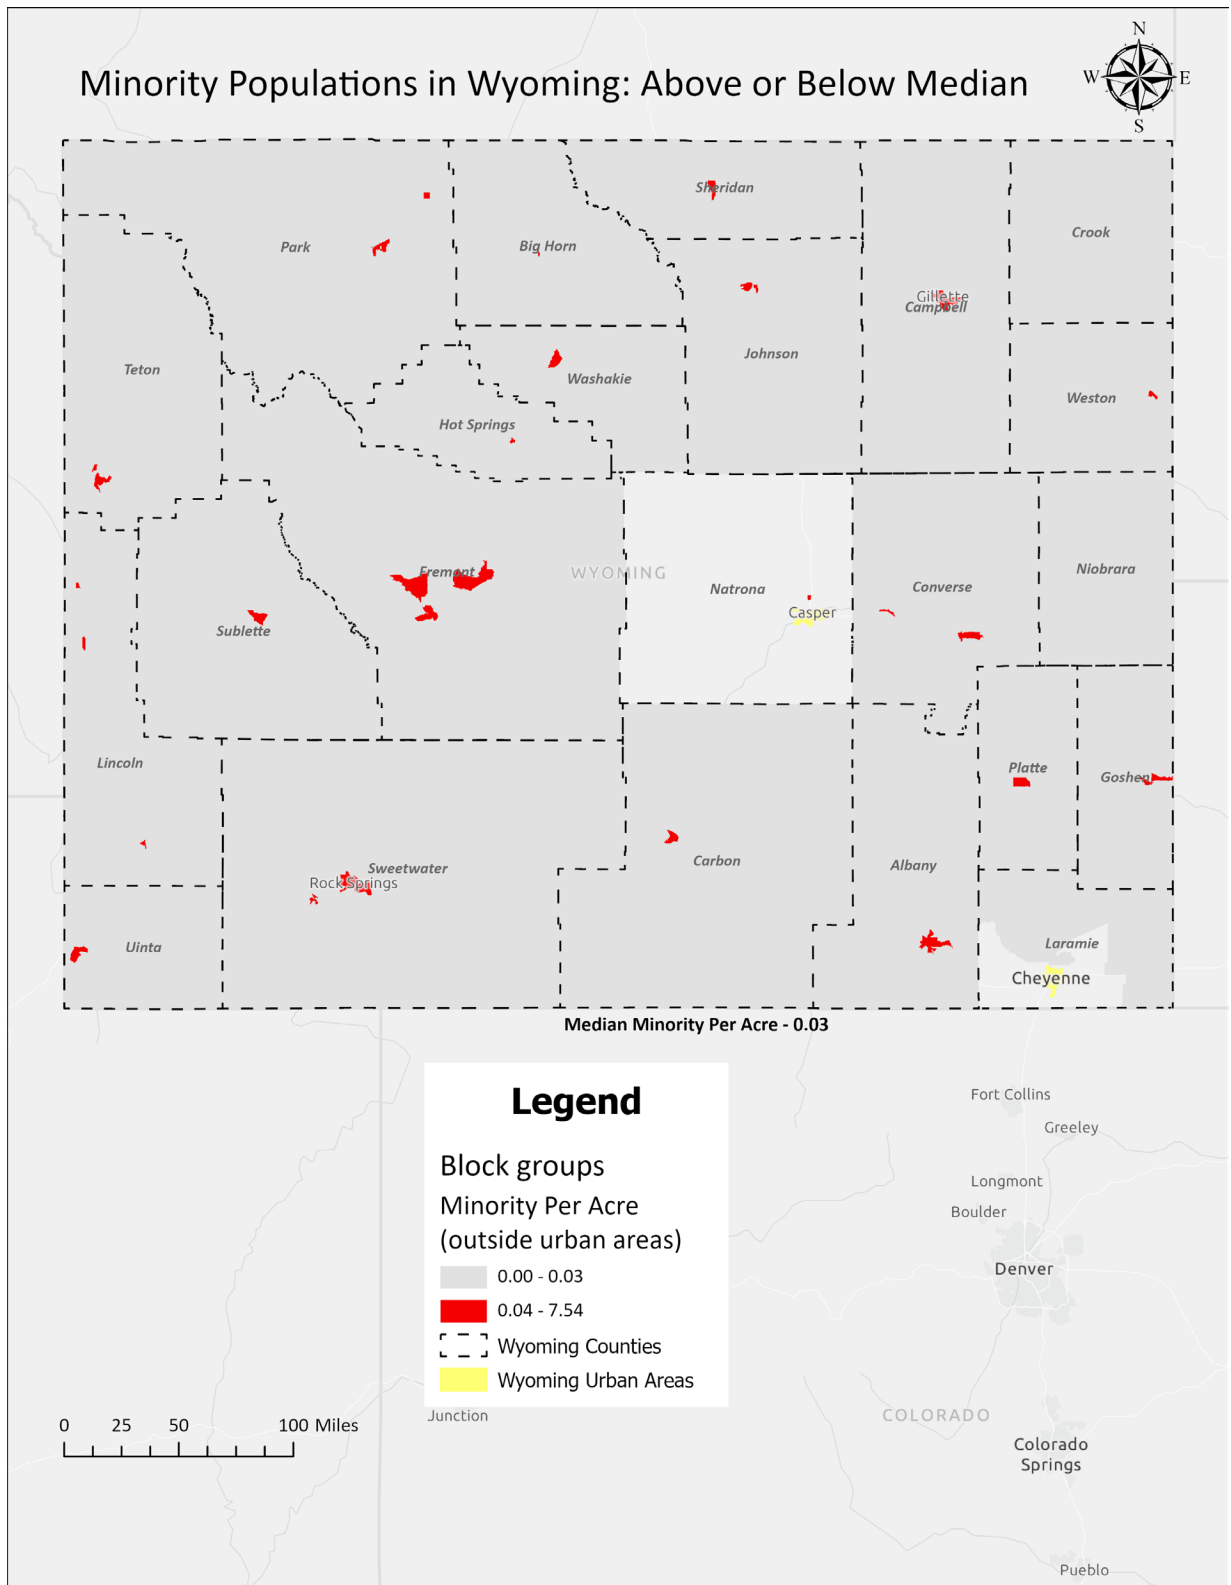 N
Minority Populations in Wyoming: Above or Below Median
W E
S
Sheridan
Crook
Park
Big Horn
Gillette
Campbell
Johnson
Teton
Washakie
Weston
Hot Springs
Fremont
WYOMING
Niobrara
Natrona
Converse
Casper
Sublette
Lincoln
Platte
Goshen
Carbon
Albany
Sweetwater
Rock Springs
Uinta
Laramie
Cheyenne
Median Minority Per Acre - 0.03
Legend
Block groups
Minority Per Acre
(outside urban areas)
0.00 - 0.03
0.04 - 7.54
Wyoming Counties
Wyoming Urban Areas
Fort Collins
Greeley
Longmont
Boulder
Denver
Junction
COLORADO
0 25 50 100 Miles
Colorado
Springs
Pueblo